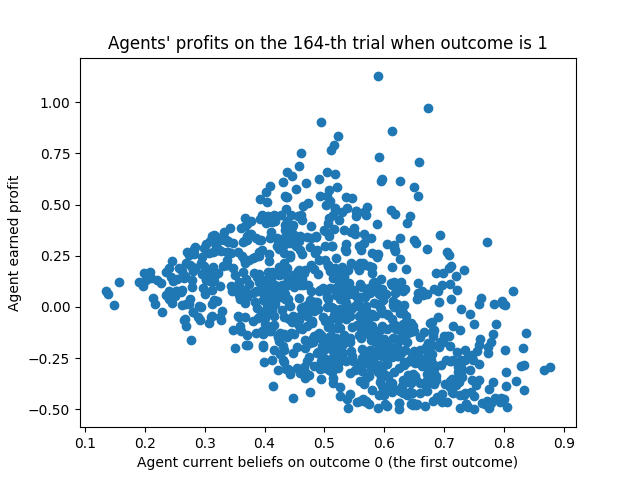 Agents' profits on the 164-th trial when outcome is 1
Agent earned profit
1.00
0.75
0.50
0.25
0.00
−0.25
−0.50
0.1 0.2 0.3 0.4 0.5 0.6 0.7 0.8 0.9
Agent current beliefs on outcome 0 (the first outcome)